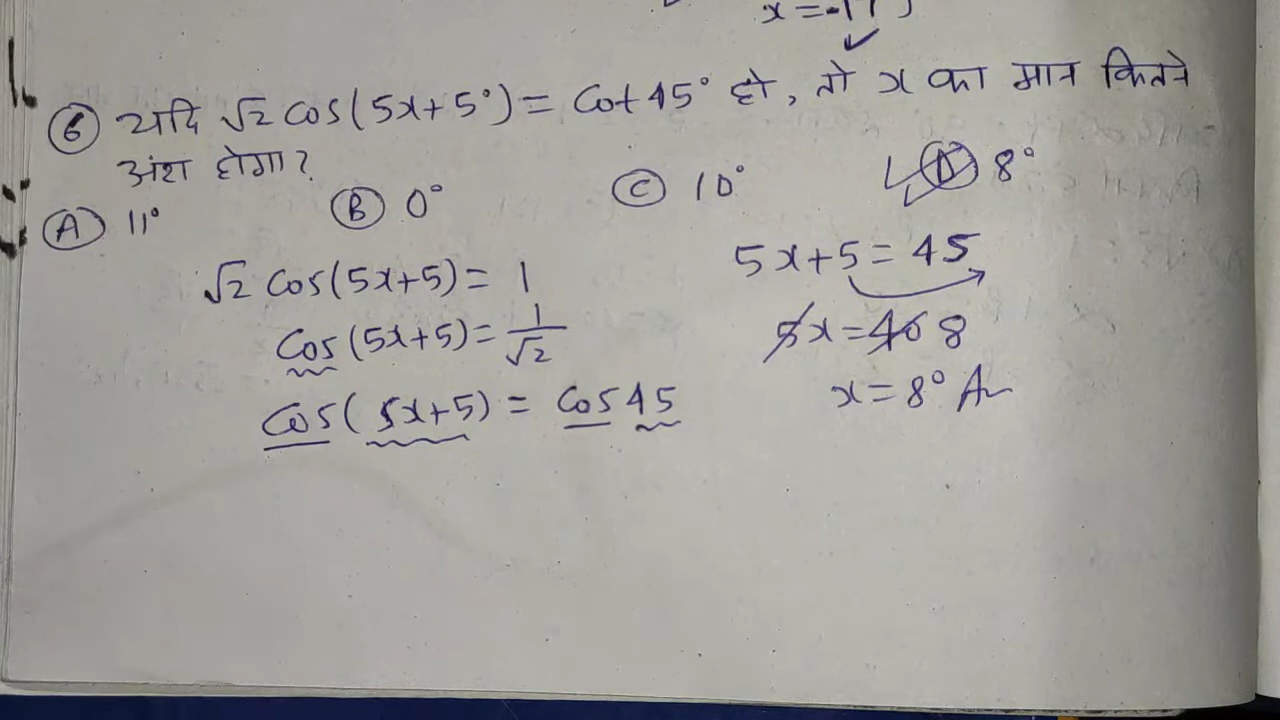 x = -17
⑥ यदि √2 cos(5x+5°) = Cot 45° हो, तो x का मान कितने
अंश होगा?
Ⓐ 11° Ⓑ 0° Ⓒ 10° Ⓓ 8°
√2 cos(5x+5) = 1
cos (5x+5) = 1/√2
cos( 5x+5) = cos 45
5x+5 = 45
5x = 40 8
x = 8° Ans